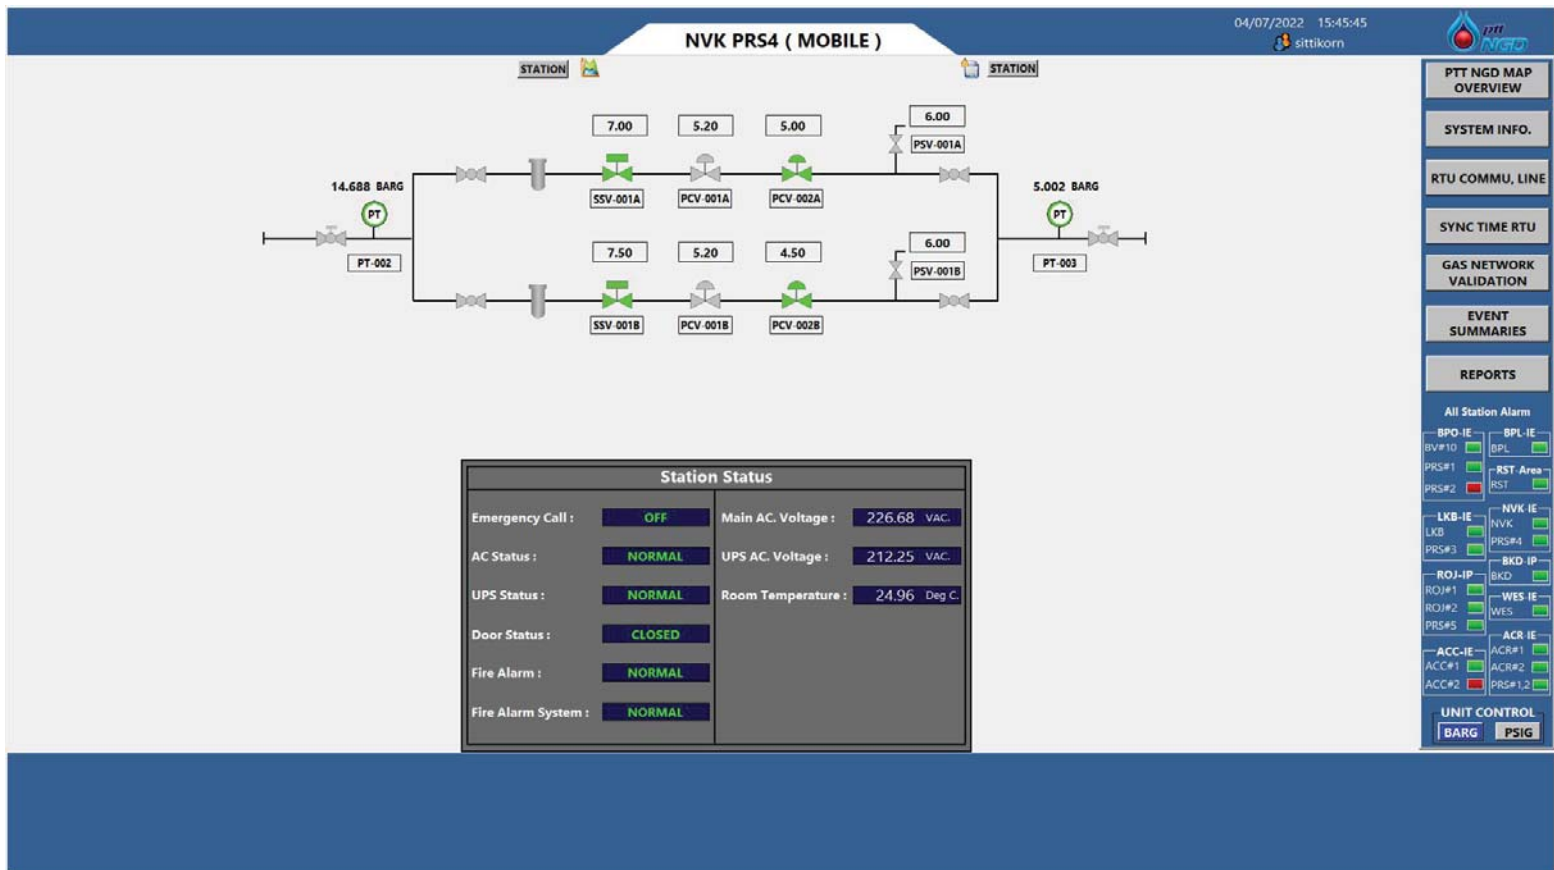 NVK PRS4 ( MOBILE )
04/07/2022 15:45:45
sittikorn
ptt
NGD
STATION
STATION
7.00
5.20
5.00
6.00
PSV-001A
14.688 BARG
SSV-001A
PCV-001A
PCV-002A
5.002 BARG
PT
PT
PT-002
7.50
5.20
4.50
6.00
PSV-001B
PT-003
SSV-001B
PCV-001B
PCV-002B
Station Status
Emergency Call : OFF
AC Status : NORMAL
UPS Status : NORMAL
Door Status : CLOSED
Fire Alarm : NORMAL
Fire Alarm System : NORMAL
Main AC. Voltage : 226.68 VAC.
UPS AC. Voltage : 212.25 VAC.
Room Temperature : 24.96 Deg C.
PTT NGD MAP
OVERVIEW
SYSTEM INFO.
RTU COMMU, LINE
SYNC TIME RTU
GAS NETWORK
VALIDATION
EVENT
SUMMARIES
REPORTS
All Station Alarm
BPO-IE
BV#10
PRS#1
PRS#2
BPL-IE
BPL
RST-Area
RST
LKB-IE
LKB
PRS#3
NVK-IE
NVK
PRS#4
BKD-IP
BKD
ROJ-IP
ROJ#1
ROJ#2
PRS#5
WES-IE
WES
ACC-IE
ACC#1
ACC#2
ACR-IE
ACR#1
ACR#2
PRS#1,2
UNIT CONTROL
BARG PSIG